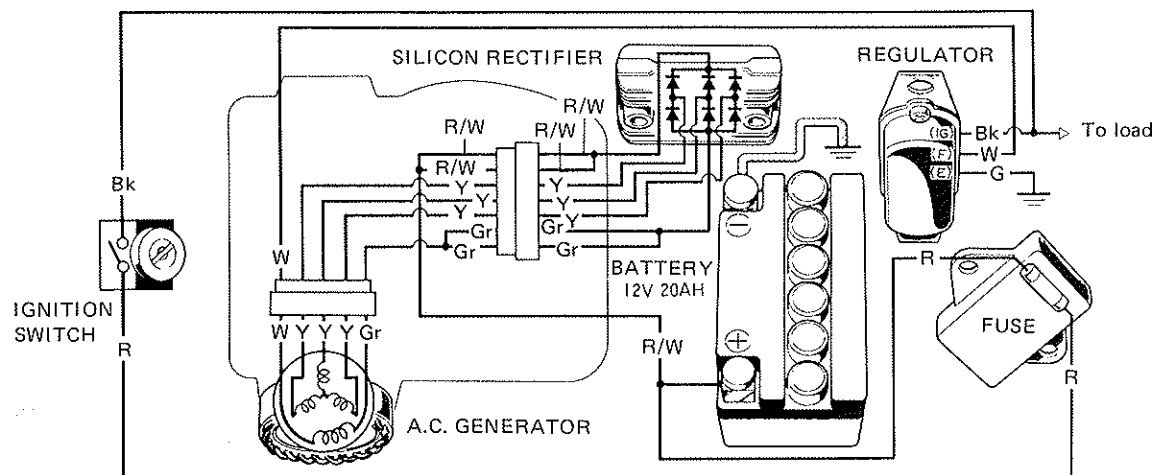 SILICON RECTIFIER
REGULATOR
R/W
R/W
R/W
R/W
(IG)
Bk
To load
(F)
W
(E)
G
Y
Y
Y
Y
Y
Y
Gr
Gr
Gr
Gr
Bk
W
−
BATTERY
12V 20AH
R
IGNITION
SWITCH
R
W Y Y Y Gr
+
R/W
FUSE
R
A.C. GENERATOR